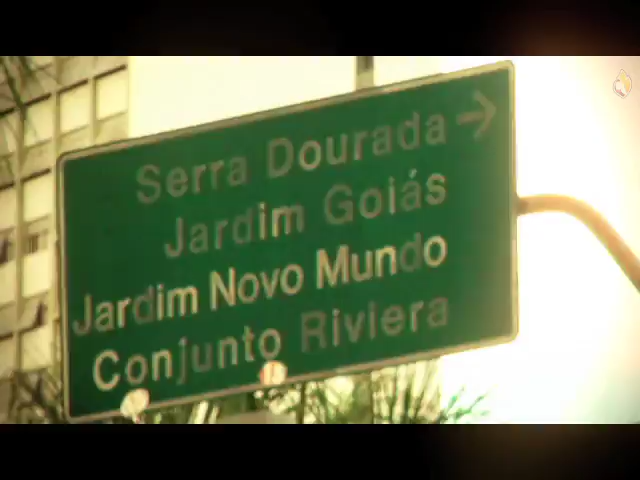 Serra Dourada →
Jardim Goiás
Jardim Novo Mundo
Conjunto Riviera